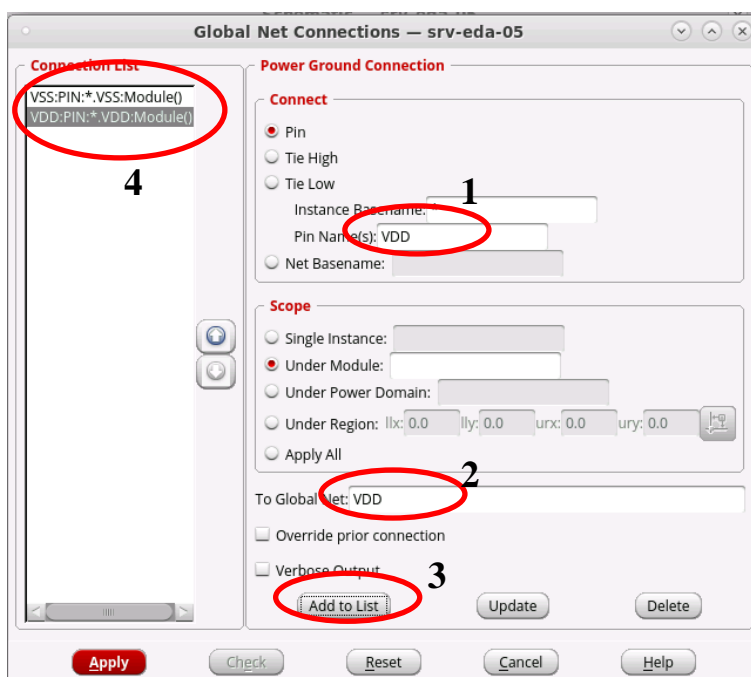 Global Net Connections — srv-eda-05
Connection List
VSS:PIN:*.VSS:Module()
VDD:PIN:*.VDD:Module()
4
Power Ground Connection
Connect
Pin
Tie High
Tie Low
1
Instance Basename:
Pin Name(s): VDD
Net Basename:
Scope
Single Instance:
Under Module:
Under Power Domain:
Under Region: llx: 0.0 lly: 0.0 urx: 0.0 ury: 0.0
Apply All
2
To Global Net: VDD
Override prior connection
Verbose Output
3
Add to List Update Delete
Apply Check Reset Cancel Help